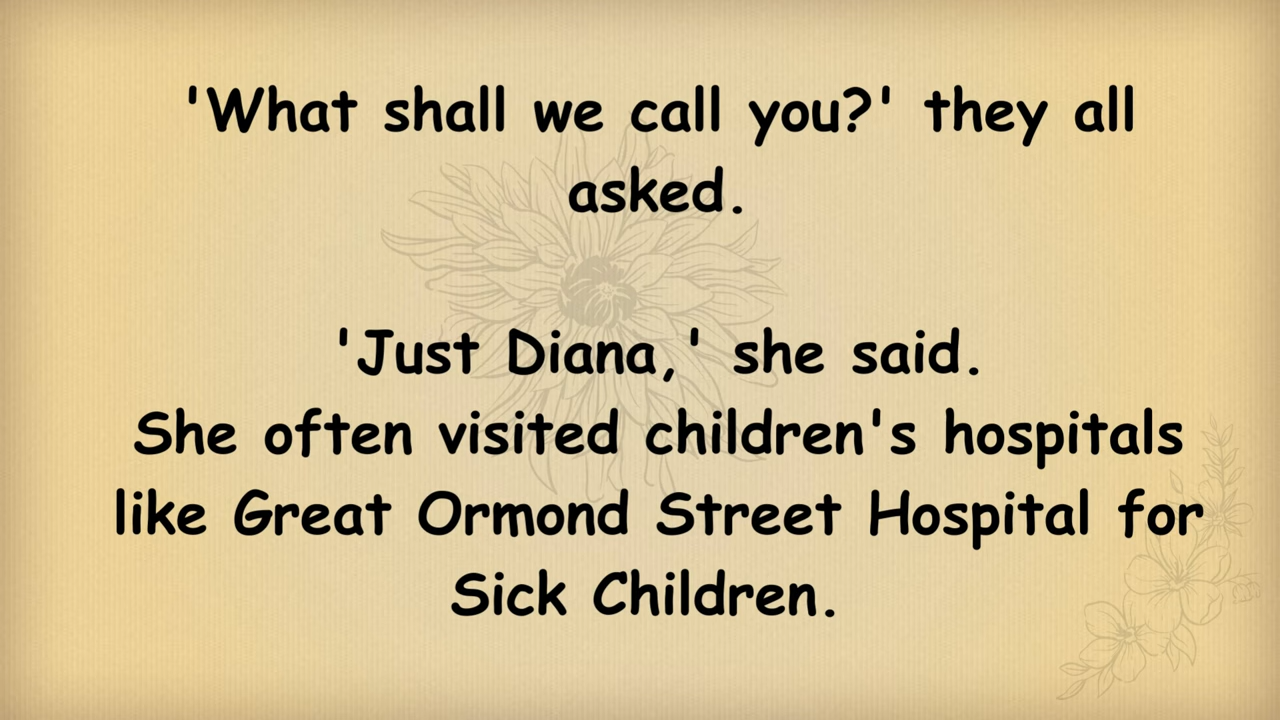 'What shall we call you?' they all
asked.
'Just Diana,' she said.
She often visited children's hospitals
like Great Ormond Street Hospital for
Sick Children.